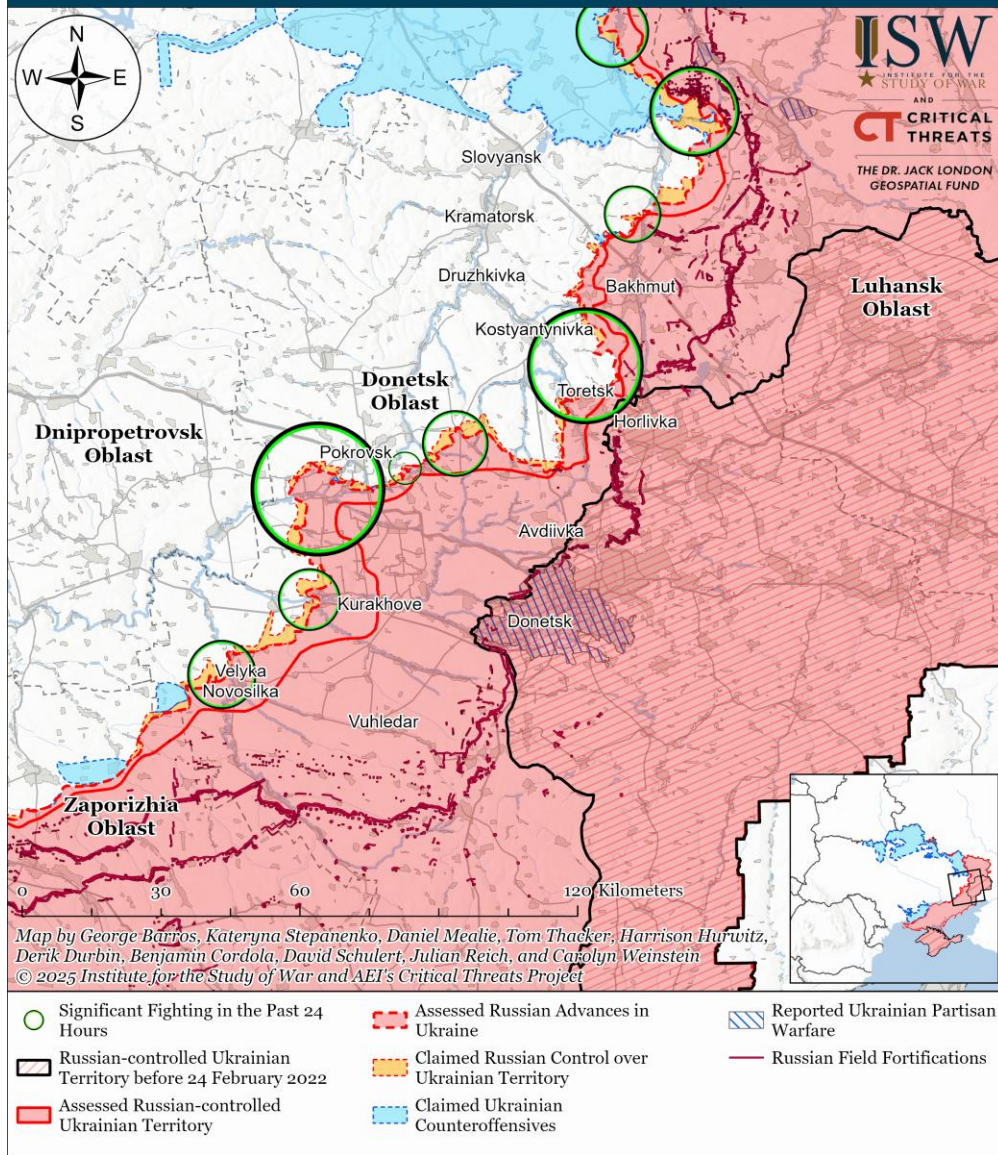 N
W
E
S
ISW
INSTITUTE FOR THE
STUDY OF WAR
AND
CT CRITICAL
THREATS
THE DR. JACK LONDON
GEOSPATIAL FUND
Slovyansk
Kramatorsk
Druzhkivka
Bakhmut
Luhansk
Oblast
Kostyantynivka
Donetsk
Oblast
Toretsk
Horlivka
Dnipropetrovsk
Oblast
Pokrovsk
Avdiivka
Kurakhove
Donetsk
Velyka
Novosilka
Vuhledar
Zaporizhia
Oblast
0 30 60 120 Kilometers
Map by George Barros, Kateryna Stepanenko, Daniel Mealie, Tom Thacker, Harrison Hurwitz,
Derik Durbin, Benjamin Cordola, David Schulert, Julian Reich, and Carolyn Weinstein
© 2025 Institute for the Study of War and AEI's Critical Threats Project
Significant Fighting in the Past 24
Hours
Russian-controlled Ukrainian
Territory before 24 February 2022
Assessed Russian-controlled
Ukrainian Territory
Assessed Russian Advances in
Ukraine
Claimed Russian Control over
Ukrainian Territory
Claimed Ukrainian
Counteroffensives
Reported Ukrainian Partisan
Warfare
Russian Field Fortifications